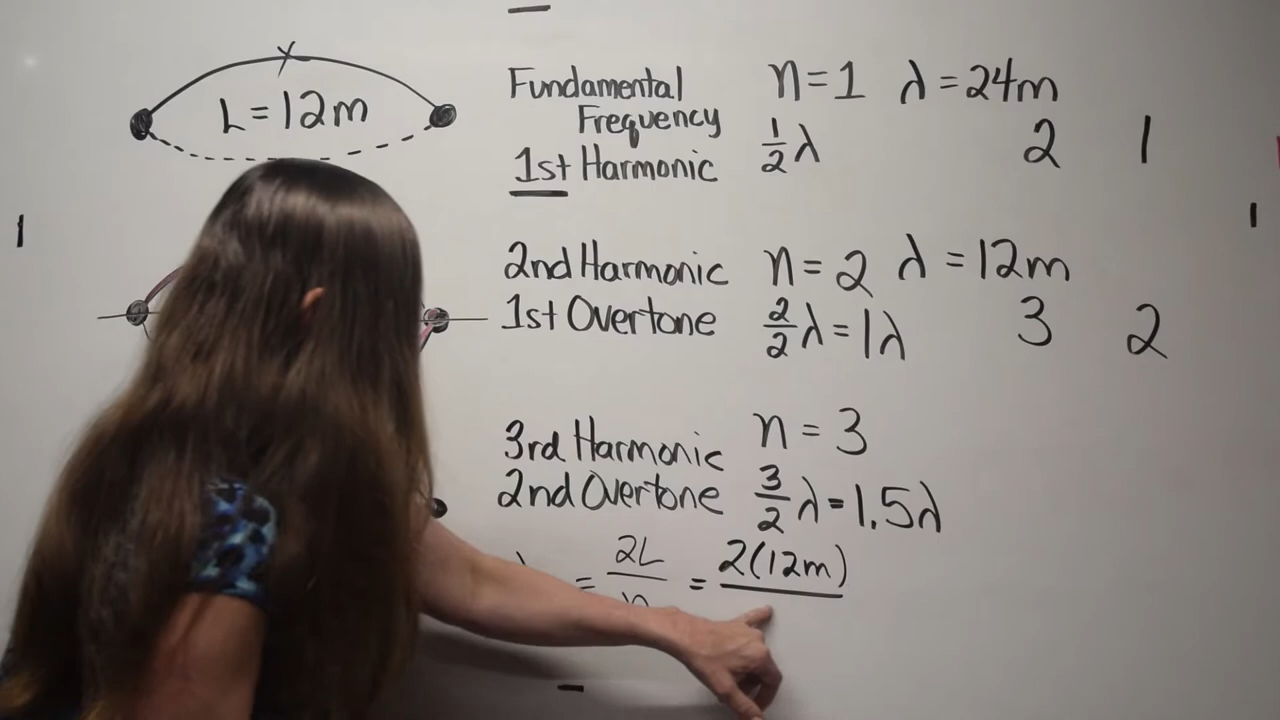 L=12m
Fundamental Frequency n=1 λ=24m
1st Harmonic 1/2 λ 2 1
2nd Harmonic n=2 λ=12m
1st Overtone 2/2 λ=1λ 3 2
3rd Harmonic n=3
2nd Overtone 3/2 λ=1.5λ
= 2L/n = 2(12m)